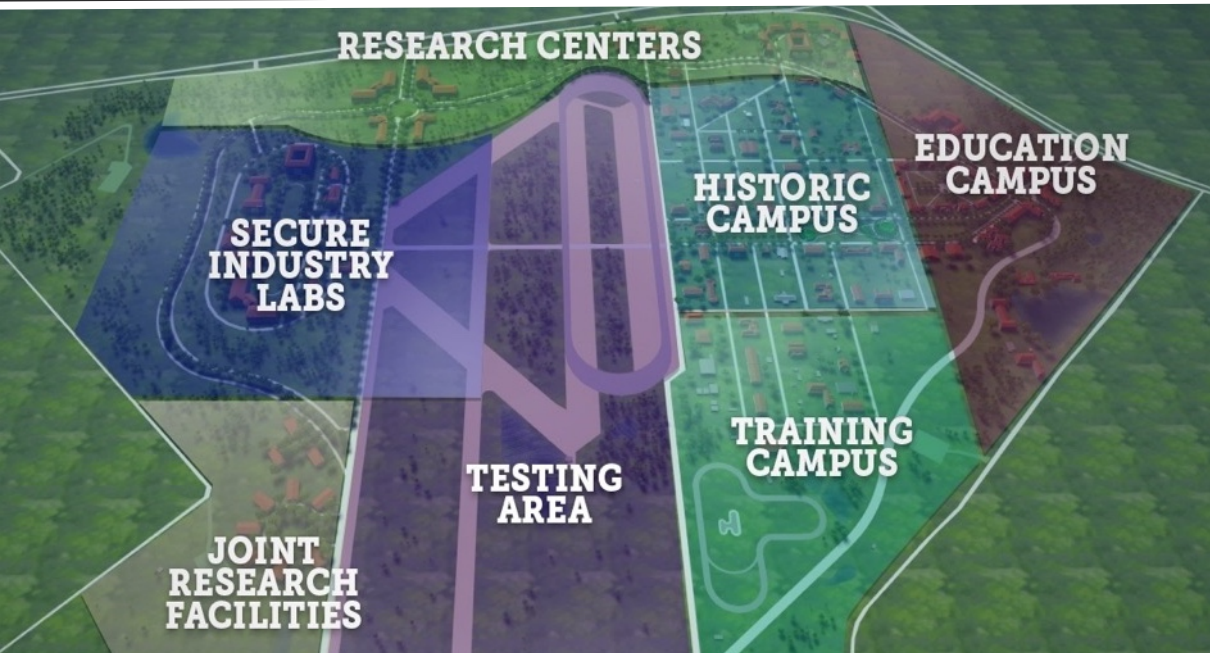 RESEARCH CENTERS
EDUCATION
CAMPUS
HISTORIC
CAMPUS
SECURE
INDUSTRY
LABS
TRAINING
CAMPUS
TESTING
AREA
JOINT
RESEARCH
FACILITIES